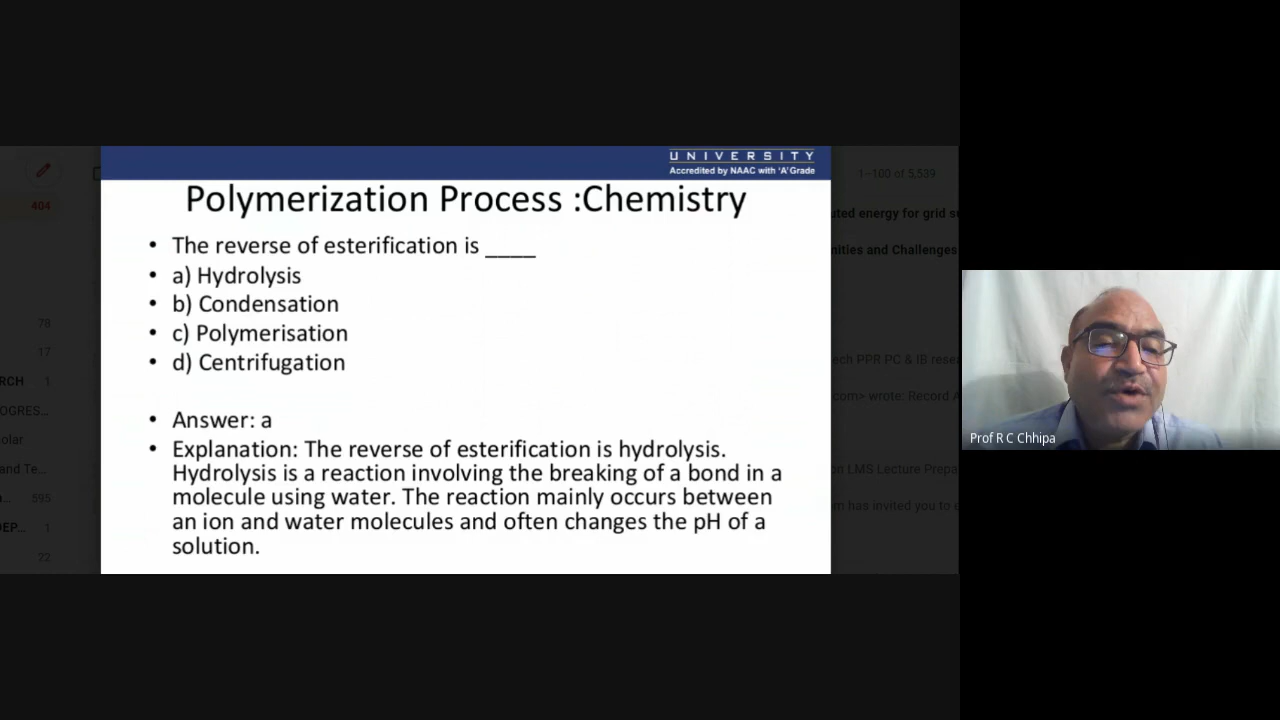 UNIVERSITY
Accredited by NAAC with 'A' Grade
Polymerization Process :Chemistry
• The reverse of esterification is ____
• a) Hydrolysis
• b) Condensation
• c) Polymerisation
• d) Centrifugation
• Answer: a
• Explanation: The reverse of esterification is hydrolysis.
Hydrolysis is a reaction involving the breaking of a bond in a
molecule using water. The reaction mainly occurs between
an ion and water molecules and often changes the pH of a
solution.
404
78
17
RCH 1
OGRES...
olar
and Te...
595
EP... 1
22
1–100 of 5,539
uted energy for grid
nities and Challenges
ech PPR PC & IB rese
com> wrote: Record A
on LMS Lecture Prepa
m has invited you to
Prof R C Chhipa